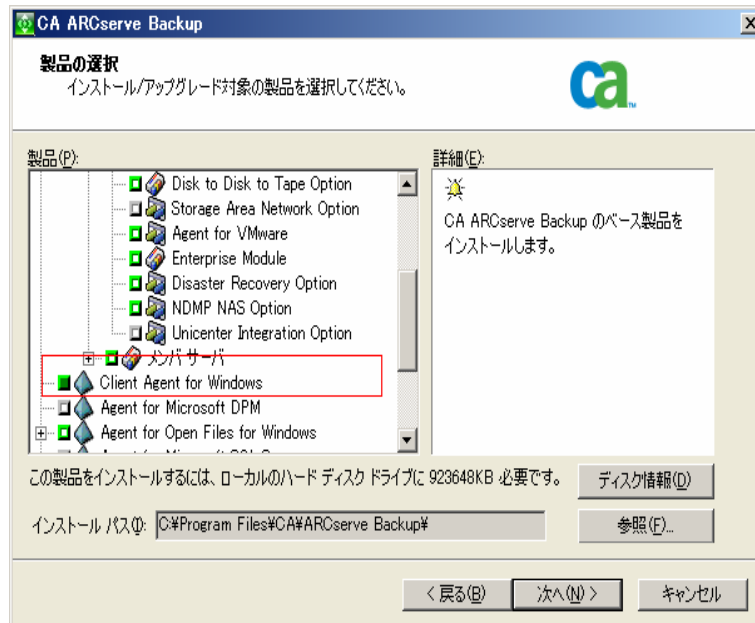 CA ARCserve Backup
製品の選択
インストール/アップグレード対象の製品を選択してください。
ca
製品(P):
Disk to Disk to Tape Option
Storage Area Network Option
Agent for VMware
Enterprise Module
Disaster Recovery Option
NDMP NAS Option
Unicenter Integration Option
メンバ サーバ
Client Agent for Windows
Agent for Microsoft DPM
Agent for Open Files for Windows
詳細(E):
CA ARCserve Backup のベース製品を
インストールします。
この製品をインストールするには、ローカルのハード ディスク ドライブに 923648KB 必要です。
ディスク情報(D)
インストール パス(I): C:¥Program Files¥CA¥ARCserve Backup¥
参照(F)...
< 戻る(B)
次へ(N) >
キャンセル